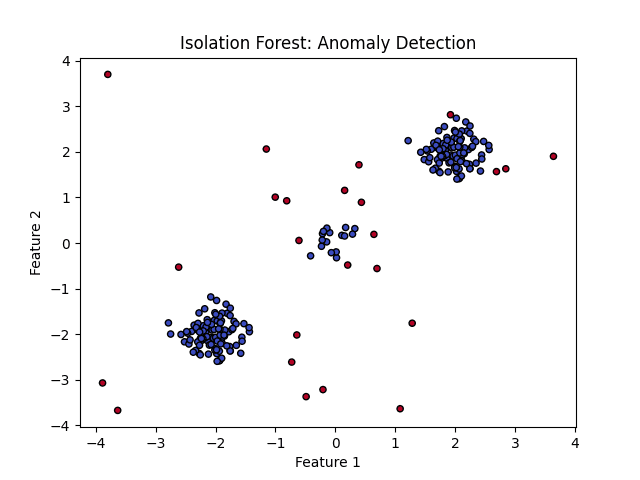 Isolation Forest: Anomaly Detection
4
3
2
1
0
−1
−2
−3
−4
Feature 2
−4 −3 −2 −1 0 1 2 3 4
Feature 1